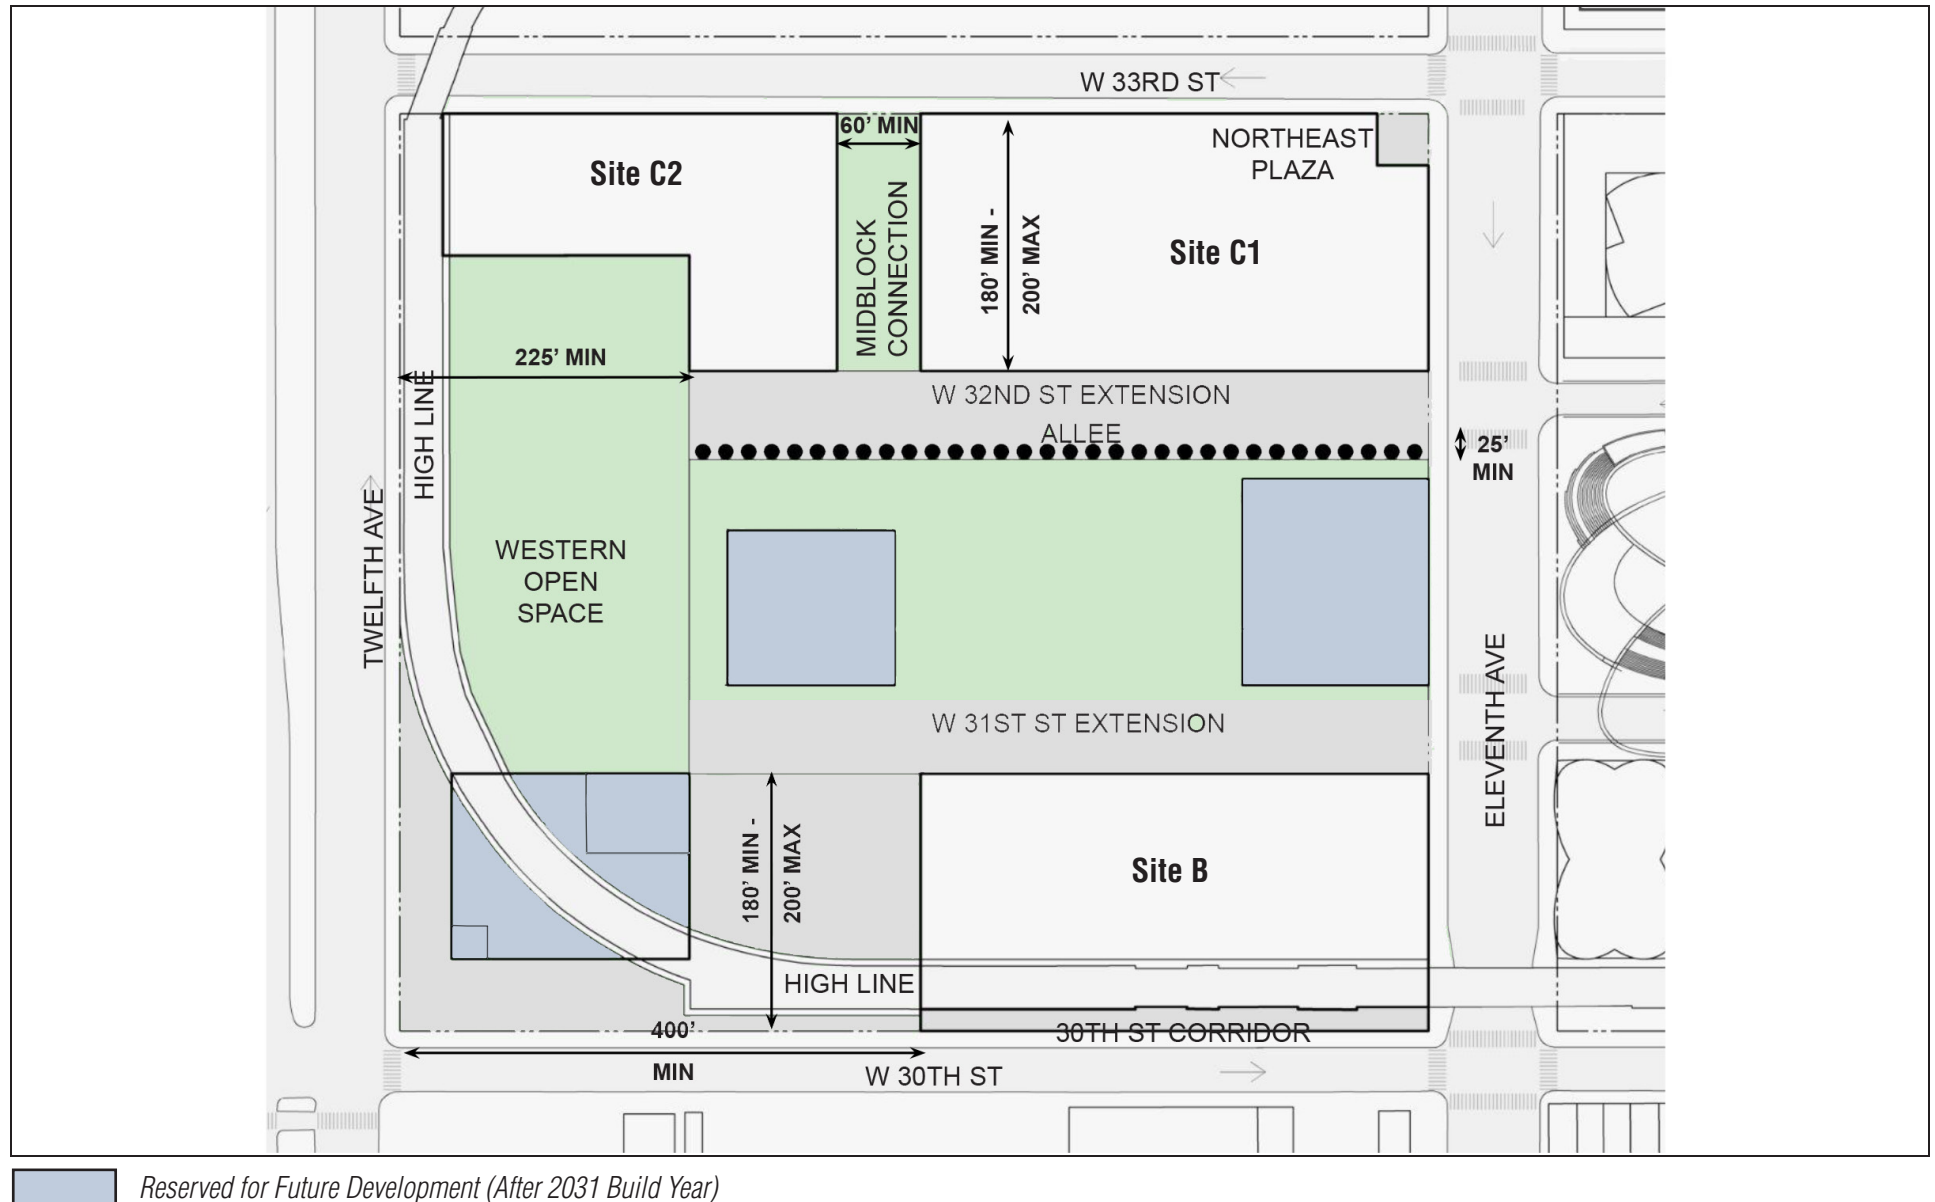 W 33RD ST
60’ MIN
NORTHEAST
PLAZA
Site C2
MIDBLOCK
CONNECTION
180’ MIN -
200’ MAX
Site C1
225’ MIN
HIGH LINE
W 32ND ST EXTENSION
ALLEE
25’
MIN
TWELFTH AVE
WESTERN
OPEN
SPACE
ELEVENTH AVE
W 31ST ST EXTENSION
180’ MIN -
200’ MAX
Site B
HIGH LINE
400’
MIN
30TH ST CORRIDOR
W 30TH ST
Reserved for Future Development (After 2031 Build Year)